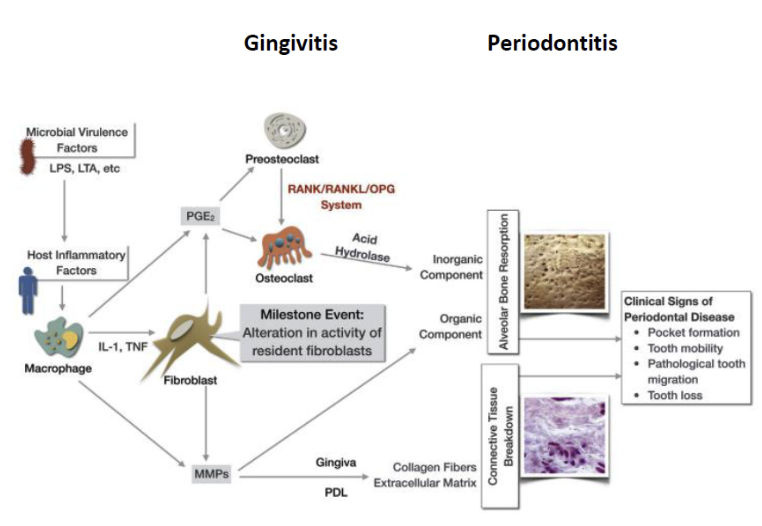 Gingivitis
Periodontitis
Microbial Virulence
Factors
LPS, LTA, etc
Host Inflammatory
Factors
Macrophage
IL-1, TNF
PGE₂
Preosteoclast
RANK/RANKL/OPG
System
Osteoclast
Acid
Hydrolase
Milestone Event:
Alteration in activity of
resident fibroblasts
Fibroblast
MMPs
Gingiva
PDL
Inorganic
Component
Organic
Component
Alveolar Bone Resorption
Collagen Fibers
Extracellular Matrix
Connective Tissue
Breakdown
Clinical Signs of
Periodontal Disease
• Pocket formation
• Tooth mobility
• Pathological tooth
migration
• Tooth loss